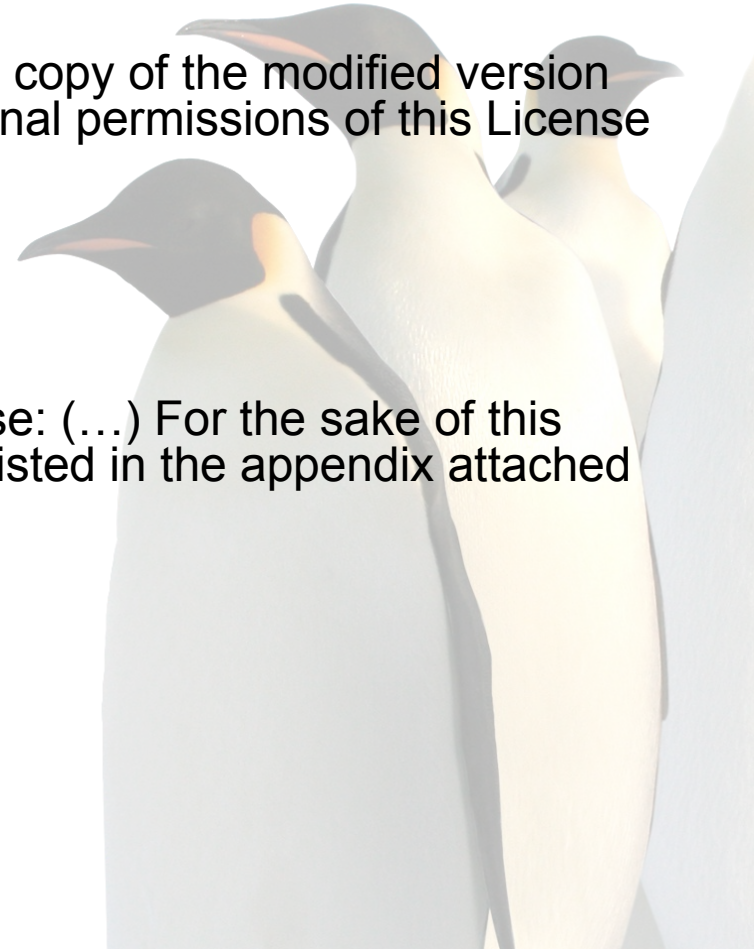 copy of the modified version
nal permissions of this License
se: (…) For the sake of this
isted in the appendix attached